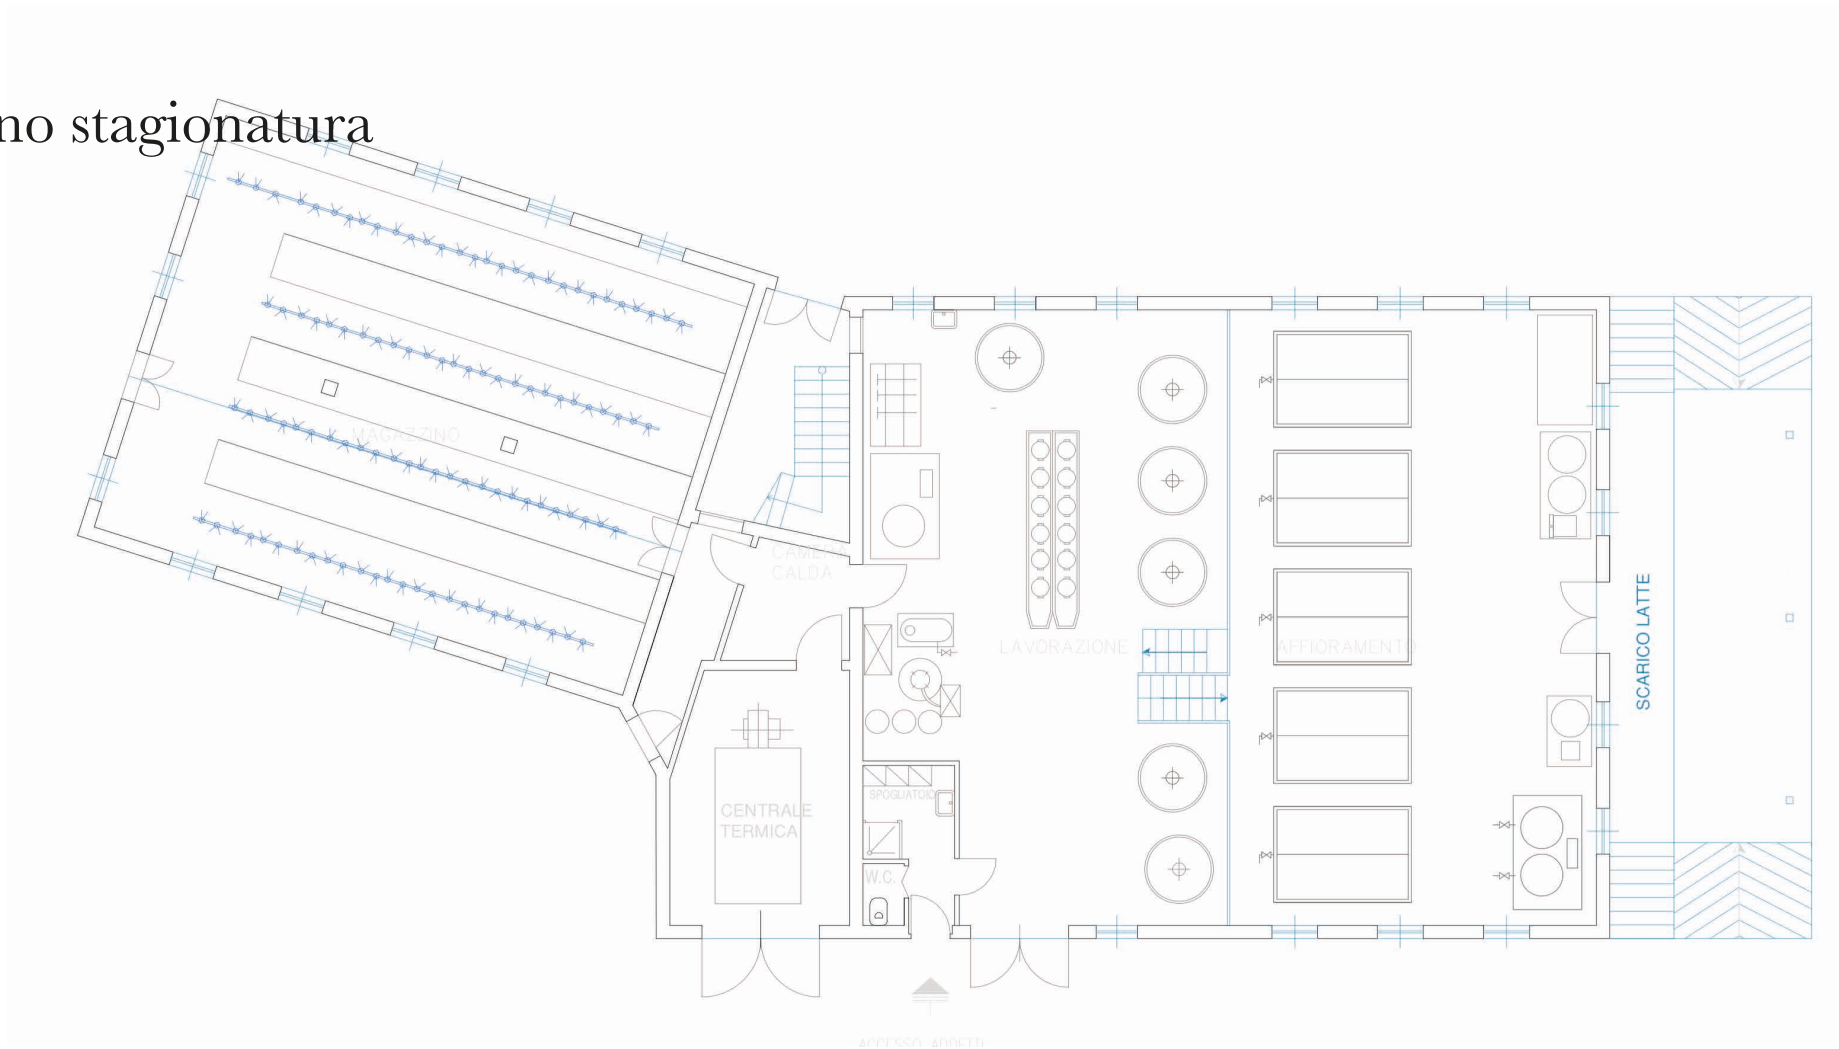 no stagionatura
MAGAZZINO
CAMERA
CALDA
LAVORAZIONE
AFFIORAMENTO
SCARICO LATTE
CENTRALE
TERMICA
SPOGLIATOIO
W.C.
ACCESSO ADDETTI